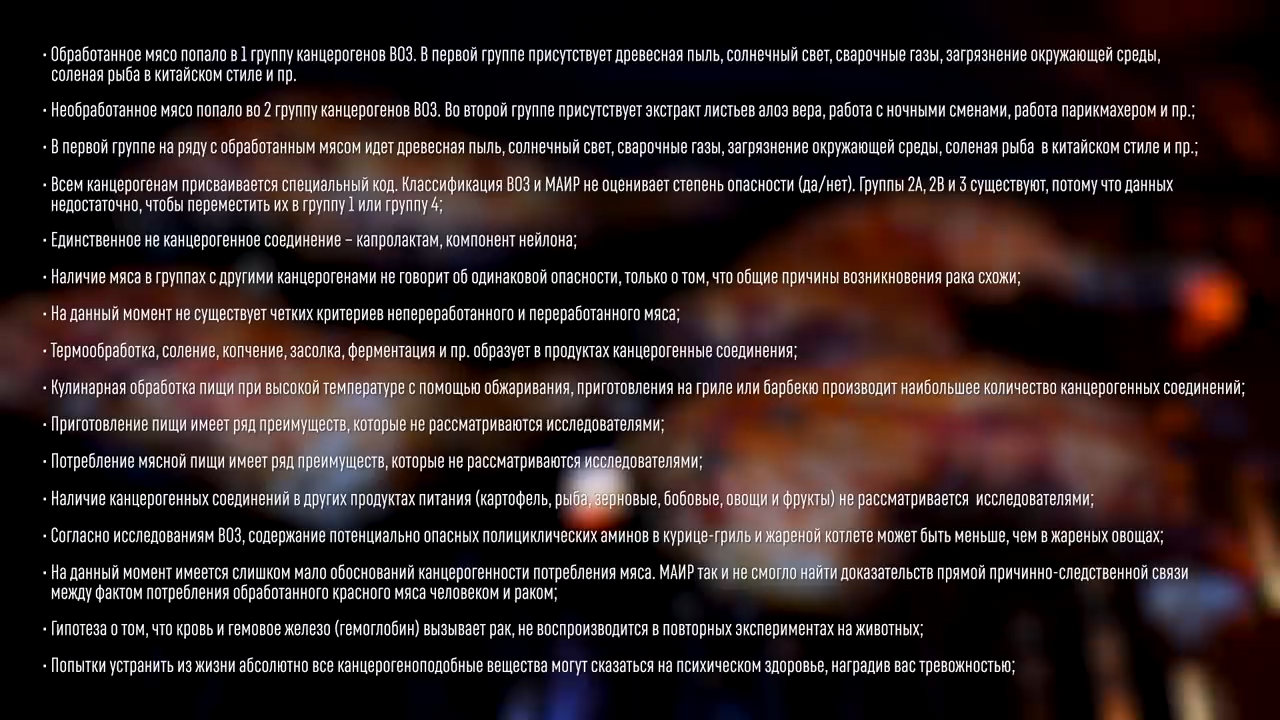 · Обработанное мясо попало в 1 группу канцерогенов ВОЗ. В первой группе присутствует древесная пыль, солнечный свет, сварочные газы, загрязнение окружающей среды,
соленая рыба в китайском стиле и пр.
· Необработанное мясо попало во 2 группу канцерогенов ВОЗ. Во второй группе присутствует экстракт листьев алоэ вера, работа с ночными сменами, работа парикмахером и пр.;
· В первой группе на ряду с обработанным мясом идет древесная пыль, солнечный свет, сварочные газы, загрязнение окружающей среды, соленая рыба в китайском стиле и пр.;
· Всем канцерогенам присваивается специальный код. Классификация ВОЗ и МАИР не оценивает степень опасности (да/нет). Группы 2А, 2В и 3 существуют, потому что данных
недостаточно, чтобы переместить их в группу 1 или группу 4;
· Единственное не канцерогенное соединение – капролактам, компонент нейлона;
· Наличие мяса в группах с другими канцерогенами не говорит об одинаковой опасности, только о том, что общие причины возникновения рака схожи;
· На данный момент не существует четких критериев непереработанного и переработанного мяса;
· Термообработка, соление, копчение, засолка, ферментация и пр. образует в продуктах канцерогенные соединения;
· Кулинарная обработка пищи при высокой температуре с помощью обжаривания, приготовления на гриле или барбекю производит наибольшее количество канцерогенных соединений;
· Приготовление пищи имеет ряд преимуществ, которые не рассматриваются исследователями;
· Потребление мясной пищи имеет ряд преимуществ, которые не рассматриваются исследователями;
· Наличие канцерогенных соединений в других продуктах питания (картофель, рыба, зерновые, бобовые, овощи и фрукты) не рассматривается исследователями;
· Согласно исследованиям ВОЗ, содержание потенциально опасных полициклических аминов в курице-гриль и жареной котлете может быть меньше, чем в жареных овощах;
· На данный момент имеется слишком мало обоснований канцерогенности потребления мяса. МАИР так и не смогло найти доказательств прямой причинно-следственной связи
между фактом потребления обработанного красного мяса человеком и раком;
· Гипотеза о том, что кровь и гемовое железо (гемоглобин) вызывает рак, не воспроизводится в повторных экспериментах на животных;
· Попытки устранить из жизни абсолютно все канцерогеноподобные вещества могут сказаться на психическом здоровье, наградив вас тревожностью;